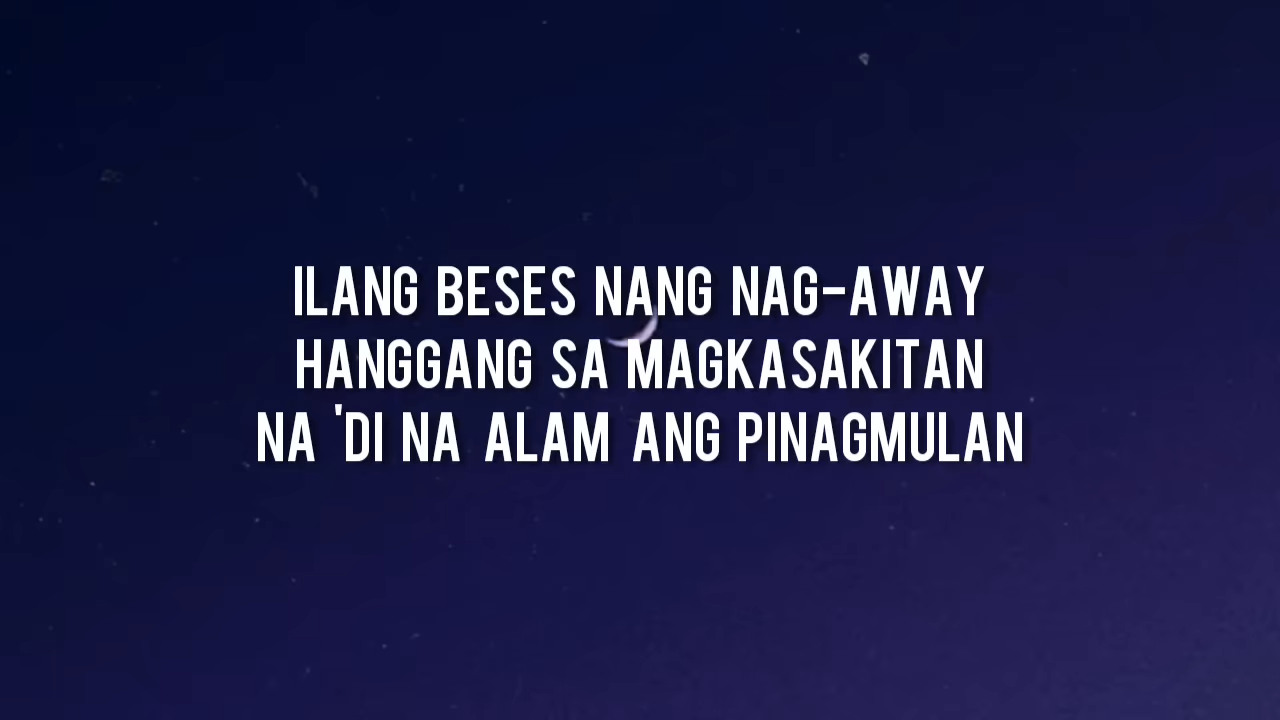 ILANG BESES NANG NAG-AWAY
HANGGANG SA MAGKASAKITAN
NA 'DI NA ALAM ANG PINAGMULAN